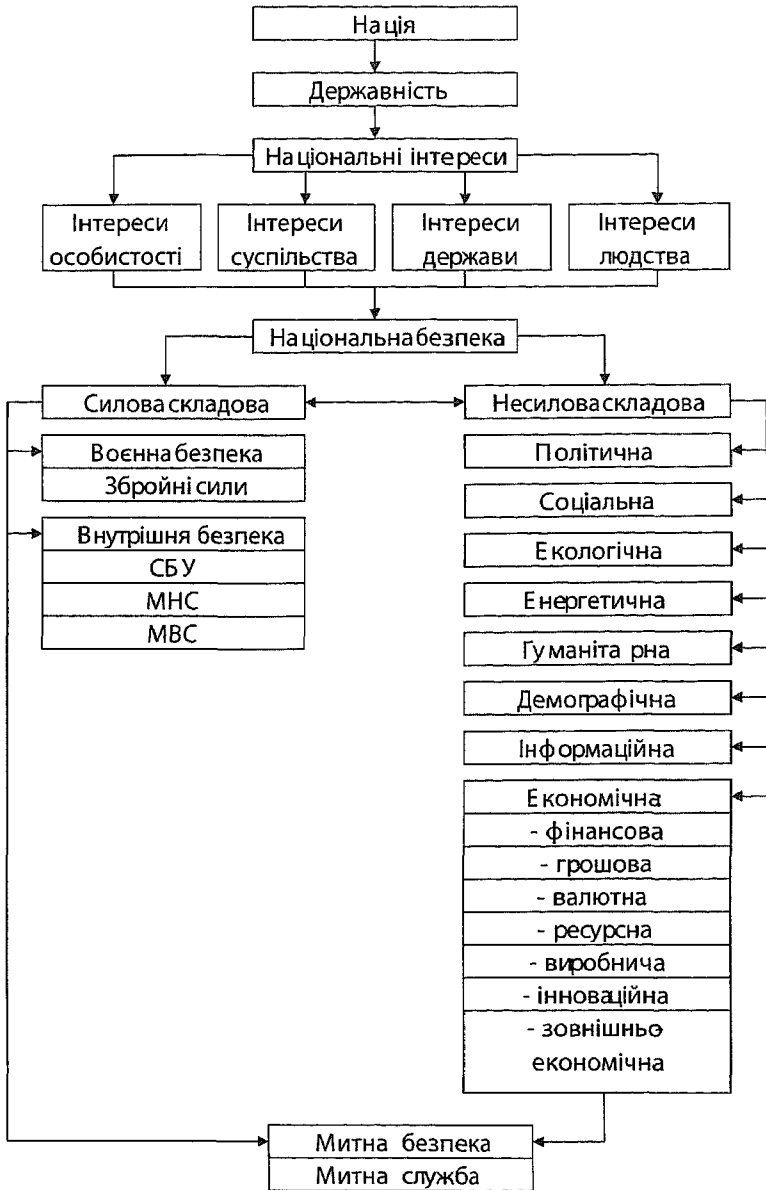 Нація
Державність
Національні інтереси
Інтереси
особистості
Інтереси
суспільства
Інтереси
держави
Інтереси
людства
Національна безпека
Силова складова
Несилова складова
Воєнна безпека
Збройні сили
Внутрішня безпека
СБУ
МНС
МВС
Політична
Соціальна
Екологічна
Енергетична
Гуманітарна
Демографічна
Інформаційна
Економічна:
- фінансова
- грошова
- валютна
- ресурсна
- виробнича
- інноваційна
- зовнішньо
економічна
Митна безпека
Митна служба